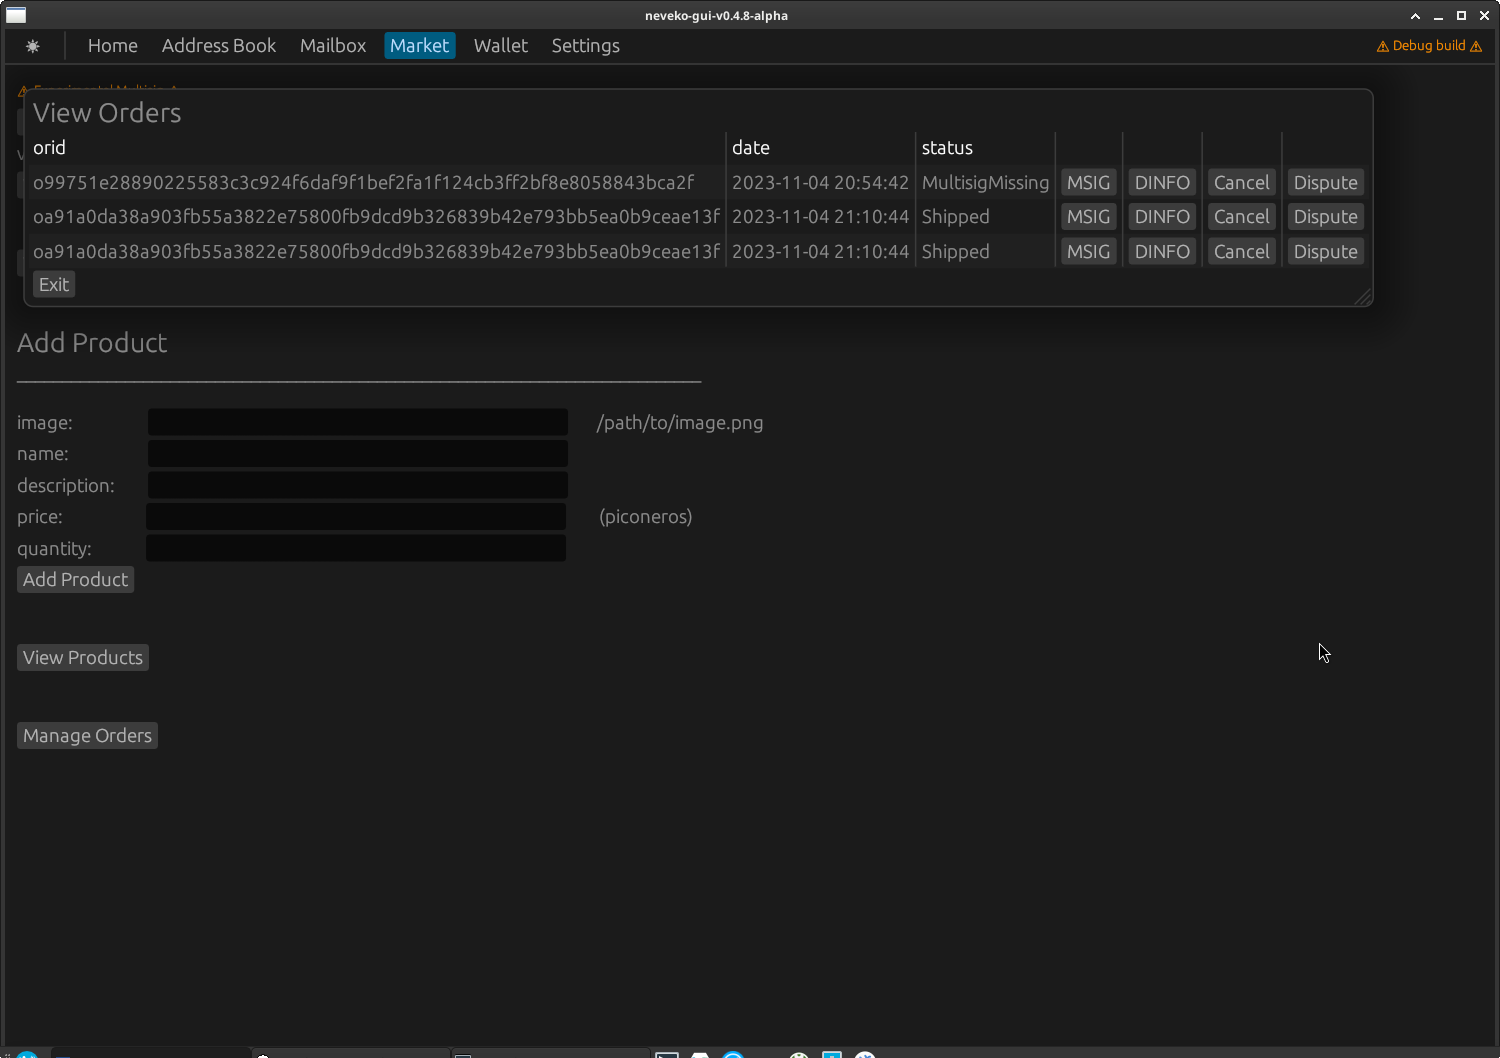 neveko-gui-v0.4.8-alpha
Home Address Book Mailbox Market Wallet Settings ⚠ Debug build ⚠
View Orders
orid date status
o99751e28890225583c3c924f6daf9f1bef2fa1f124cb3ff2bf8e8058843bca2f 2023-11-04 20:54:42 MultisigMissing MSIG DINFO Cancel Dispute
oa91a0da38a903fb55a3822e75800fb9dcd9b326839b42e793bb5ea0b9ceae13f 2023-11-04 21:10:44 Shipped MSIG DINFO Cancel Dispute
oa91a0da38a903fb55a3822e75800fb9dcd9b326839b42e793bb5ea0b9ceae13f 2023-11-04 21:10:44 Shipped MSIG DINFO Cancel Dispute
Exit
Add Product
image: /path/to/image.png
name:
description:
price: (piconeros)
quantity:
Add Product
View Products
Manage Orders